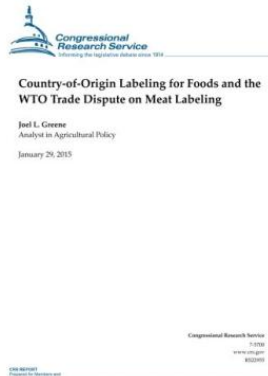 Congressional
Research Service
Informing the legislative debate since 1914
Country-of-Origin Labeling for Foods and the
WTO Trade Dispute on Meat Labeling
Joel L. Greene
Analyst in Agricultural Policy
January 29, 2015
Congressional Research Service
7-5700
www.crs.gov
RS22955
CRS REPORT
Prepared for Members and